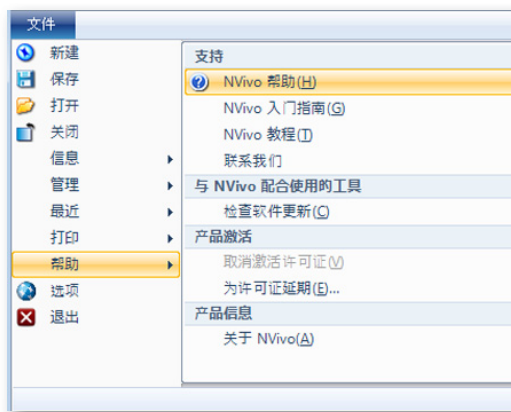 文件
新建
保存
打开
关闭
信息
管理
最近
打印
帮助
选项
退出
支持
NVivo 帮助(H)
NVivo 入门指南(G)
NVivo 教程(T)
联系我们
与 NVivo 配合使用的工具
检查软件更新(C)
产品激活
取消激活许可证(V)
为许可证延期(E)...
产品信息
关于 NVivo(A)